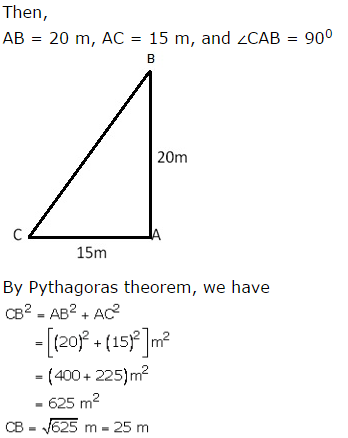 Then,
AB = 20 m, AC = 15 m, and ∠CAB = 90⁰
B
20m
C
A
15m
By Pythagoras theorem, we have
CB² = AB² + AC²
= [(20)² + (15)²] m²
= (400 + 225) m²
= 625 m²
CB = √625 m = 25 m